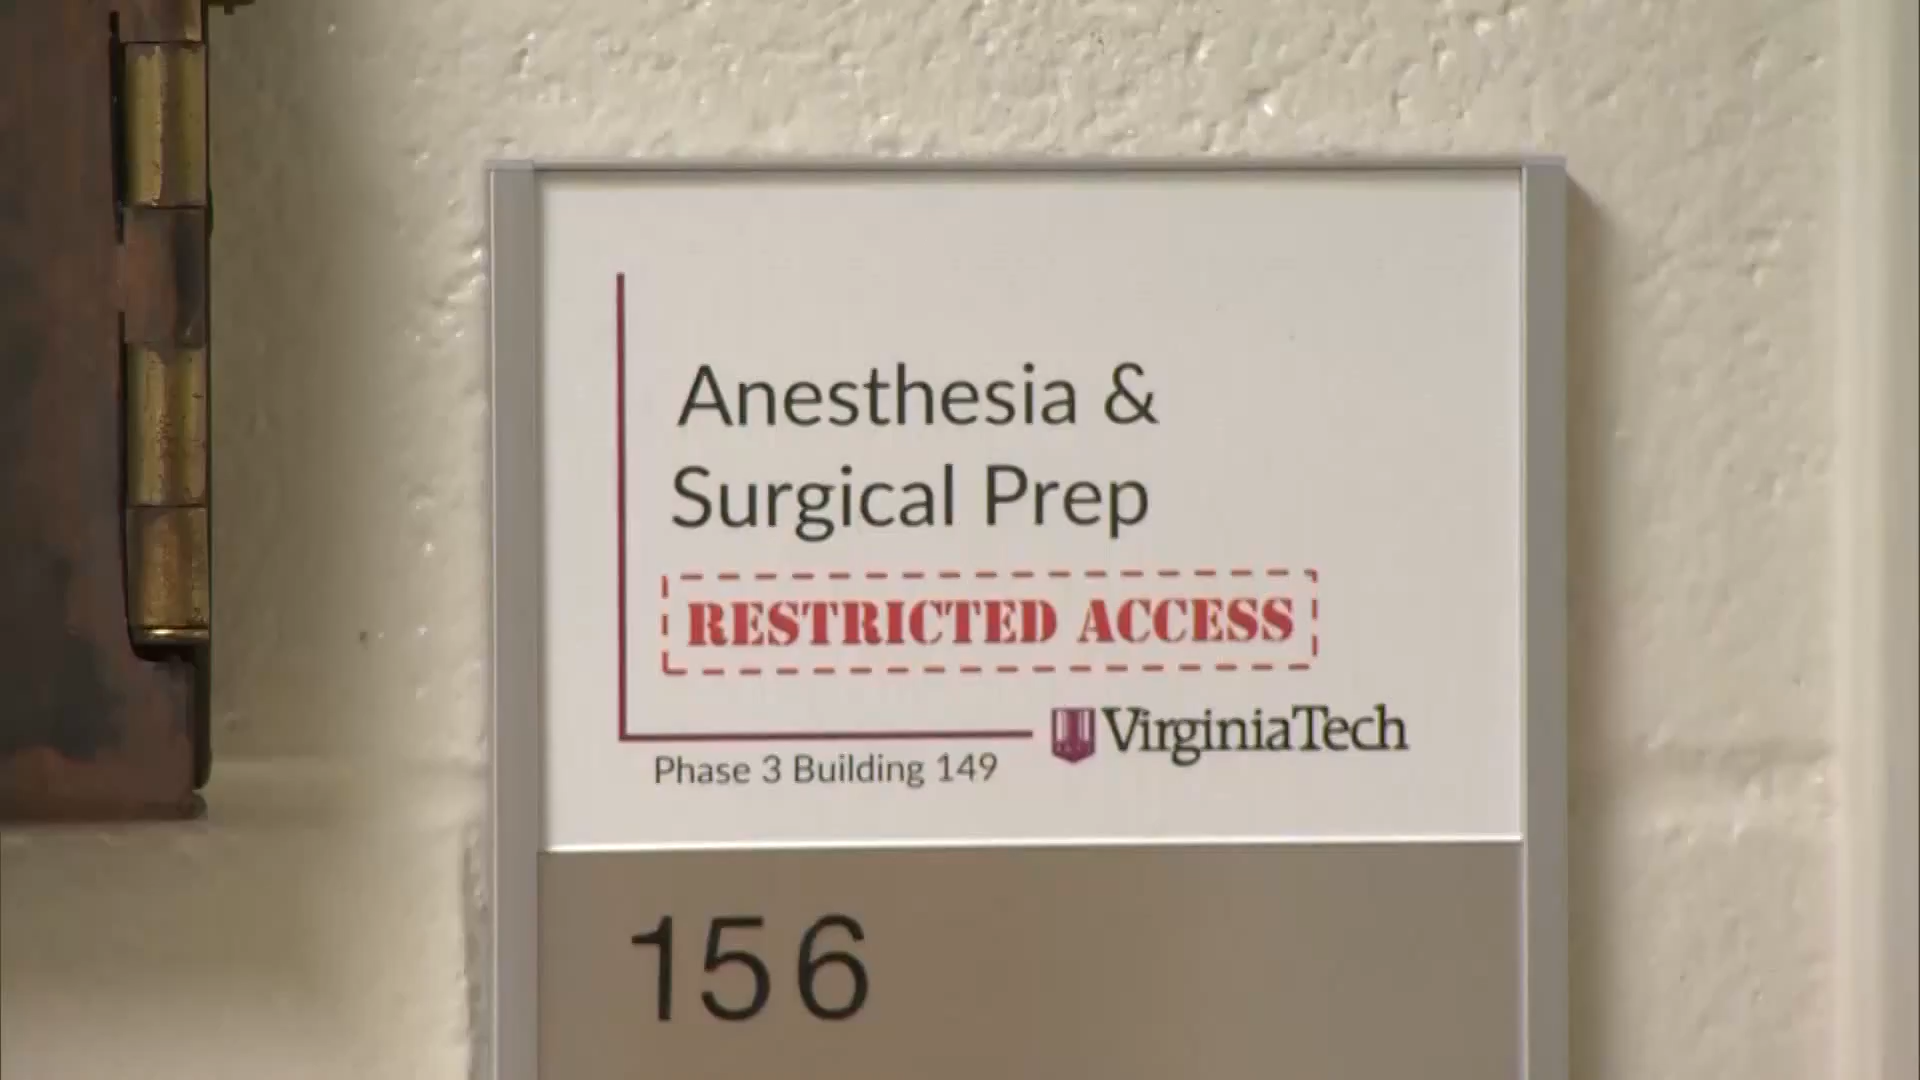 Anesthesia &
Surgical Prep
RESTRICTED ACCESS
VirginiaTech
Phase 3 Building 149
156